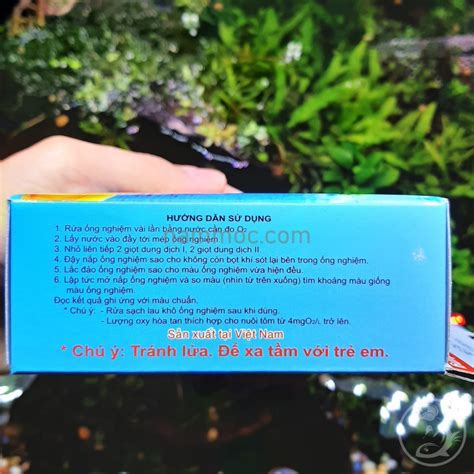 HƯỚNG DẪN SỬ DỤNG
1. Rửa ống nghiệm vài lần bằng nước cần đo O₂
2. Lấy nước vào đầy tới mép ống nghiệm
3. Nhỏ liên tiếp 2 giọt dung dịch I, 2 giọt dung dịch II.
4. Đậy nắp ống nghiệm sao cho không còn bọt khí sót lại bên trong ống nghiệm.
5. Lắc đảo ống nghiệm sao cho màu ống nghiệm vừa hiện đều.
6. Lập tức mở nắp ống nghiệm và so màu (nhìn từ trên xuống) tìm khoảng màu giống
màu ống nghiệm.
Đọc kết quả ghi ứng với màu chuẩn.
* Chú ý: - Rửa sạch lau khô ống nghiệm sau khi dùng.
- Lượng oxy hòa tan thích hợp cho nuôi tôm từ 4mgO₂/L trở lên.
Sản xuất tại Việt Nam
* Chú ý: Tránh lửa. Để xa tầm với trẻ em.